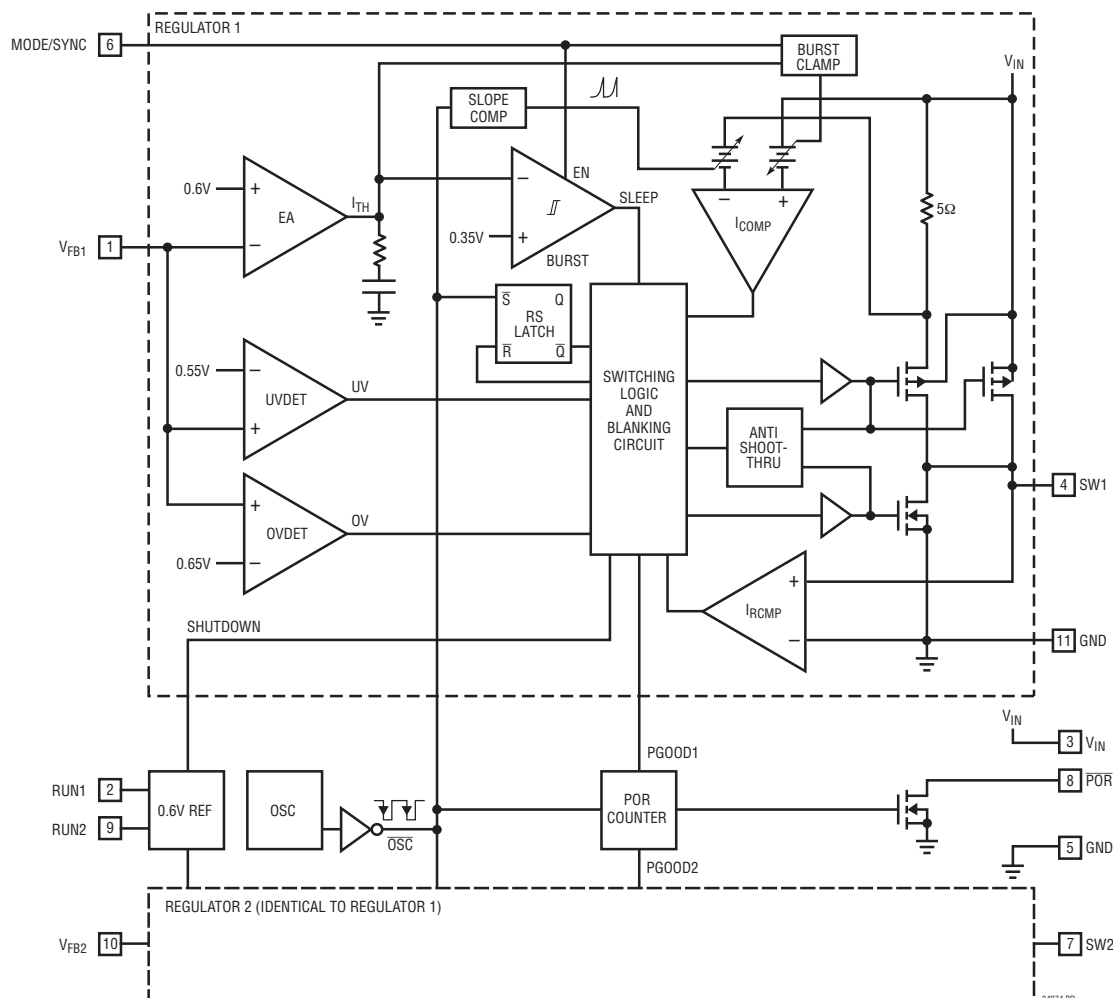 REGULATOR 1
MODE/SYNC 6
BURST
CLAMP
VIN
SLOPE
COMP
EN
0.6V
+
EA
–
ITH
VFB1 1
–
+
0.35V
BURST
SLEEP
–
+
ICOMP
5Ω
S̅ Q
RS
LATCH
R̅ Q̅
0.55V
–
UVDET
+
UV
SWITCHING
LOGIC
AND
BLANKING
CIRCUIT
ANTI
SHOOT-
THRU
4 SW1
+
OVDET
–
0.65V
OV
+
IRCMP
–
SHUTDOWN
11 GND
VIN
3 VIN
PGOOD1
8 P̅O̅R̅
RUN1 2
RUN2 9
0.6V REF
OSC
O̅S̅C̅
POR
COUNTER
5 GND
PGOOD2
REGULATOR 2 (IDENTICAL TO REGULATOR 1)
VFB2 10
7 SW2